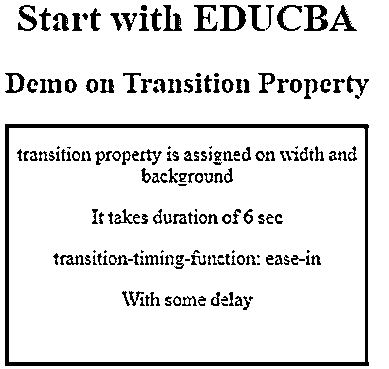 Start with EDUCBA
Demo on Transition Property
transition property is assigned on width and
background
It takes duration of 6 sec
transition-timing-function: ease-in
With some delay